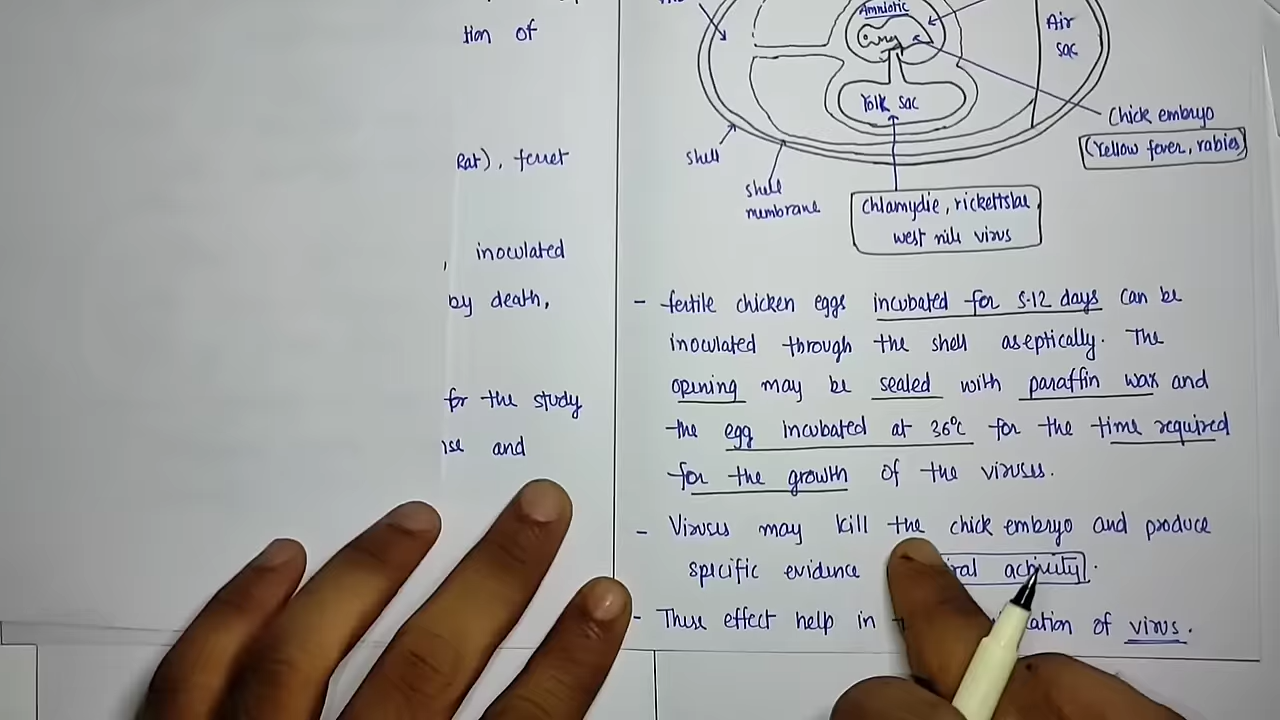 tion of
Rat), ferret
, inoculated
by death,
for the study
ise and
Amniotic
Air
sac
Yolk sac
Chick embryo
(Yellow fever, rabies)
shell
shell
membrane
Chlamydie, rickettsiae,
west nile virus
- fertile chicken eggs incubated for 5-12 days can be
inoculated through the shell aseptically. The
opening may be sealed with paraffin wax and
the egg incubated at 36°C for the time required
for the growth of the viruses.
- Viruses may kill the chick embryo and produce
specific evidence iral activity.
- These effect help in cation of virus.